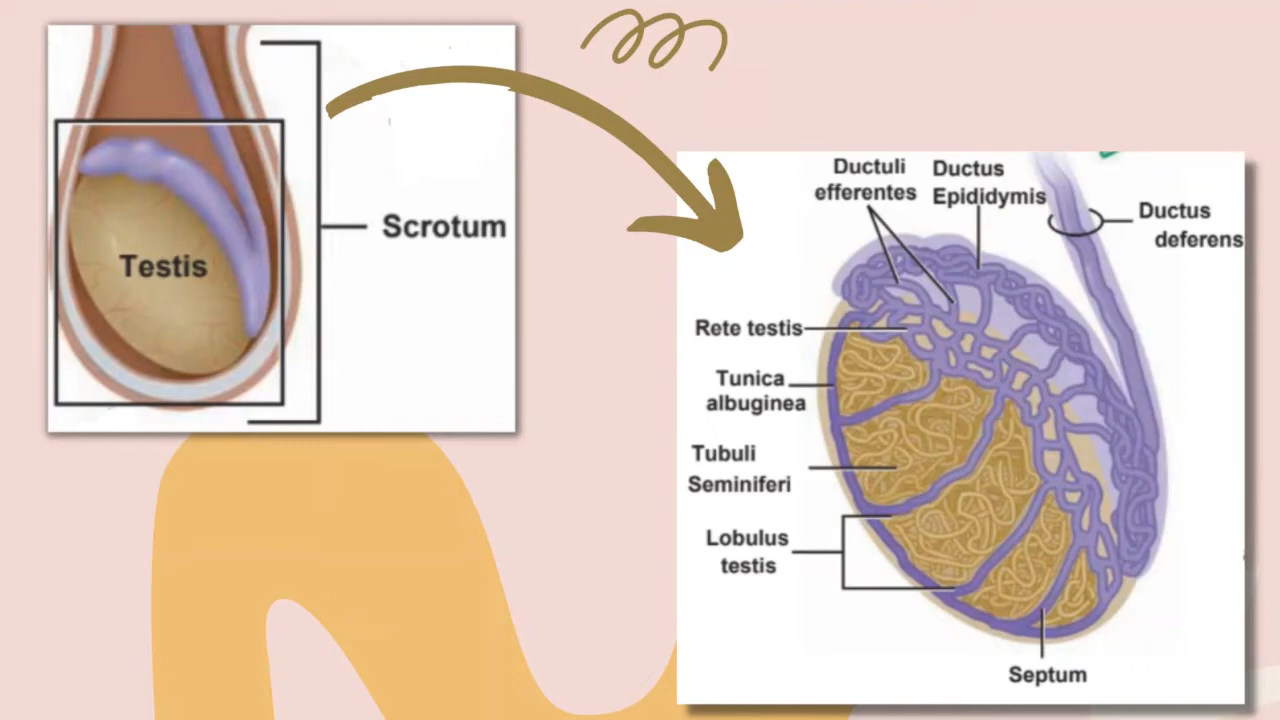 Testis
Scrotum
Ductuli
efferentes
Ductus
Epididymis
Ductus
deferens
Rete testis
Tunica
albuginea
Tubuli
Seminiferi
Lobulus
testis
Septum